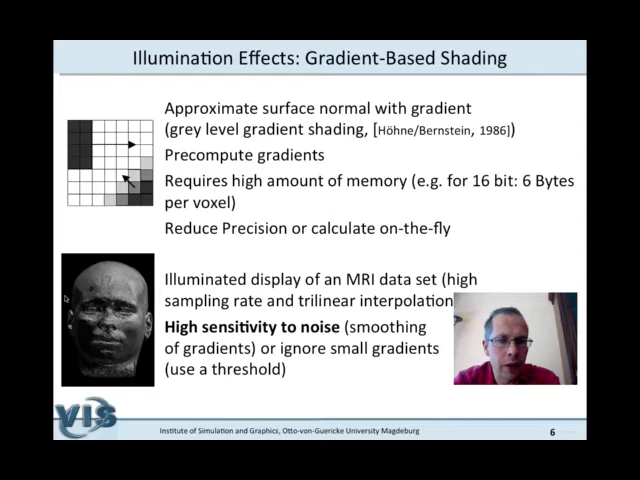 Illumination Effects: Gradient-Based Shading
Approximate surface normal with gradient
(grey level gradient shading, [Höhne/Bernstein, 1986])
Precompute gradients
Requires high amount of memory (e.g. for 16 bit: 6 Bytes
per voxel)
Reduce Precision or calculate on-the-fly
Illuminated display of an MRI data set (high
sampling rate and trilinear interpolation
High sensitivity to noise (smoothing
of gradients) or ignore small gradients
(use a threshold)
VIS
Institute of Simulation and Graphics, Otto-von-Guericke University Magdeburg
6